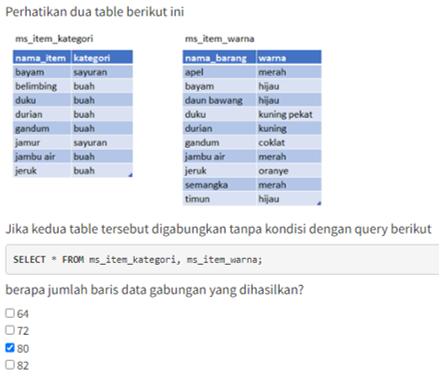 Perhatikan dua table berikut ini
ms_item_kategori ms_item_warna
nama_item kategori nama_barang warna
bayam sayuran apel merah
belimbing buah bayam hijau
duku buah daun bawang hijau
durian buah duku kuning pekat
gandum buah durian kuning
jamur sayuran gandum coklat
jambu air buah jambu air merah
jeruk buah jeruk oranye
semangka merah
timun hijau
Jika kedua table tersebut digabungkan tanpa kondisi dengan query berikut
SELECT * FROM ms_item_kategori, ms_item_warna;
berapa jumlah baris data gabungan yang dihasilkan?
64
72
80
82